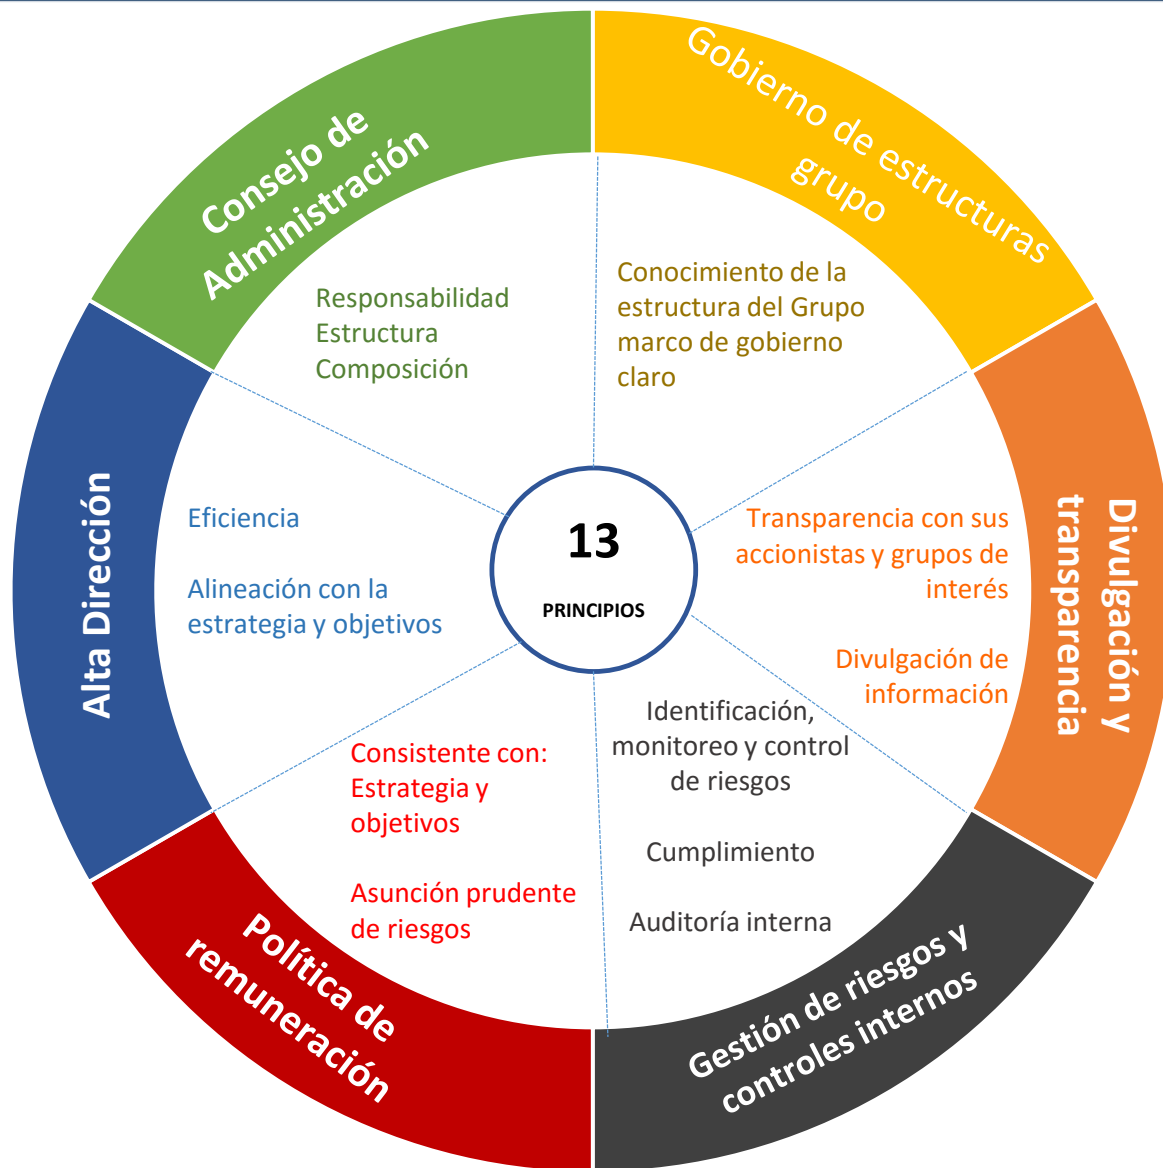 Consejo de
Administración
Gobierno de estructuras
grupo
Responsabilidad
Estructura
Composición
Conocimiento de la
estructura del Grupo
marco de gobierno
claro
Alta Dirección
Eficiencia
Alineación con la
estrategia y objetivos
13
PRINCIPIOS
Transparencia con sus
accionistas y grupos de
interés
Divulgación de
información
Divulgación y
transparencia
Consistente con:
Estrategia y
objetivos
Asunción prudente
de riesgos
Identificación,
monitoreo y control
de riesgos
Cumplimiento
Auditoría interna
Política de
remuneración
Gestión de riesgos y
controles internos